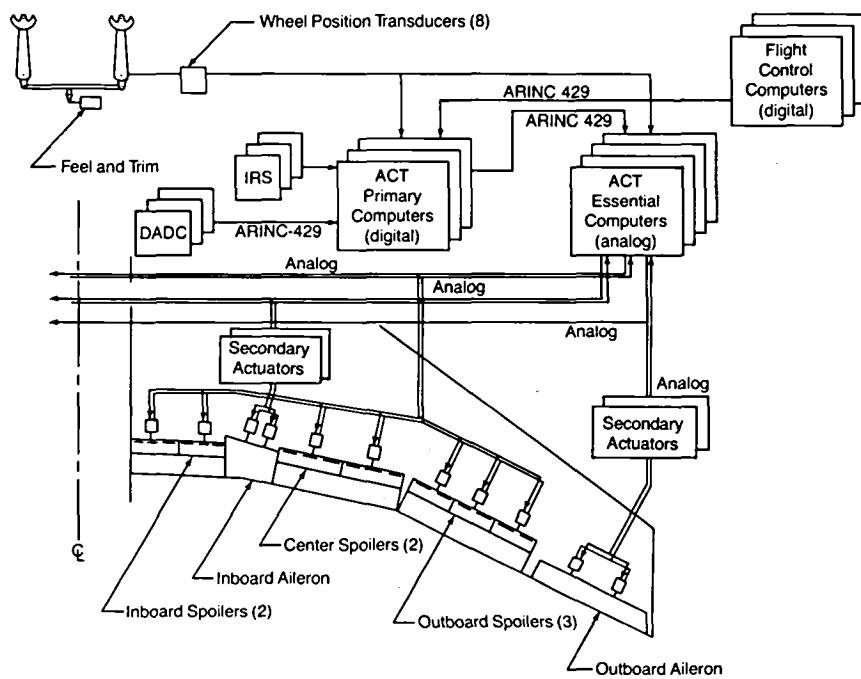 Wheel Position Transducers (8)
Flight
Control
Computers
(digital)
ARINC 429
ARINC 429
Feel and Trim
IRS
ACT
Primary
Computers
(digital)
ACT
Essential
Computers
(analog)
DADC
ARINC-429
Analog
Analog
Analog
Secondary
Actuators
Analog
Secondary
Actuators
CL
Center Spoilers (2)
Inboard Aileron
Inboard Spoilers (2)
Outboard Spoilers (3)
Outboard Aileron